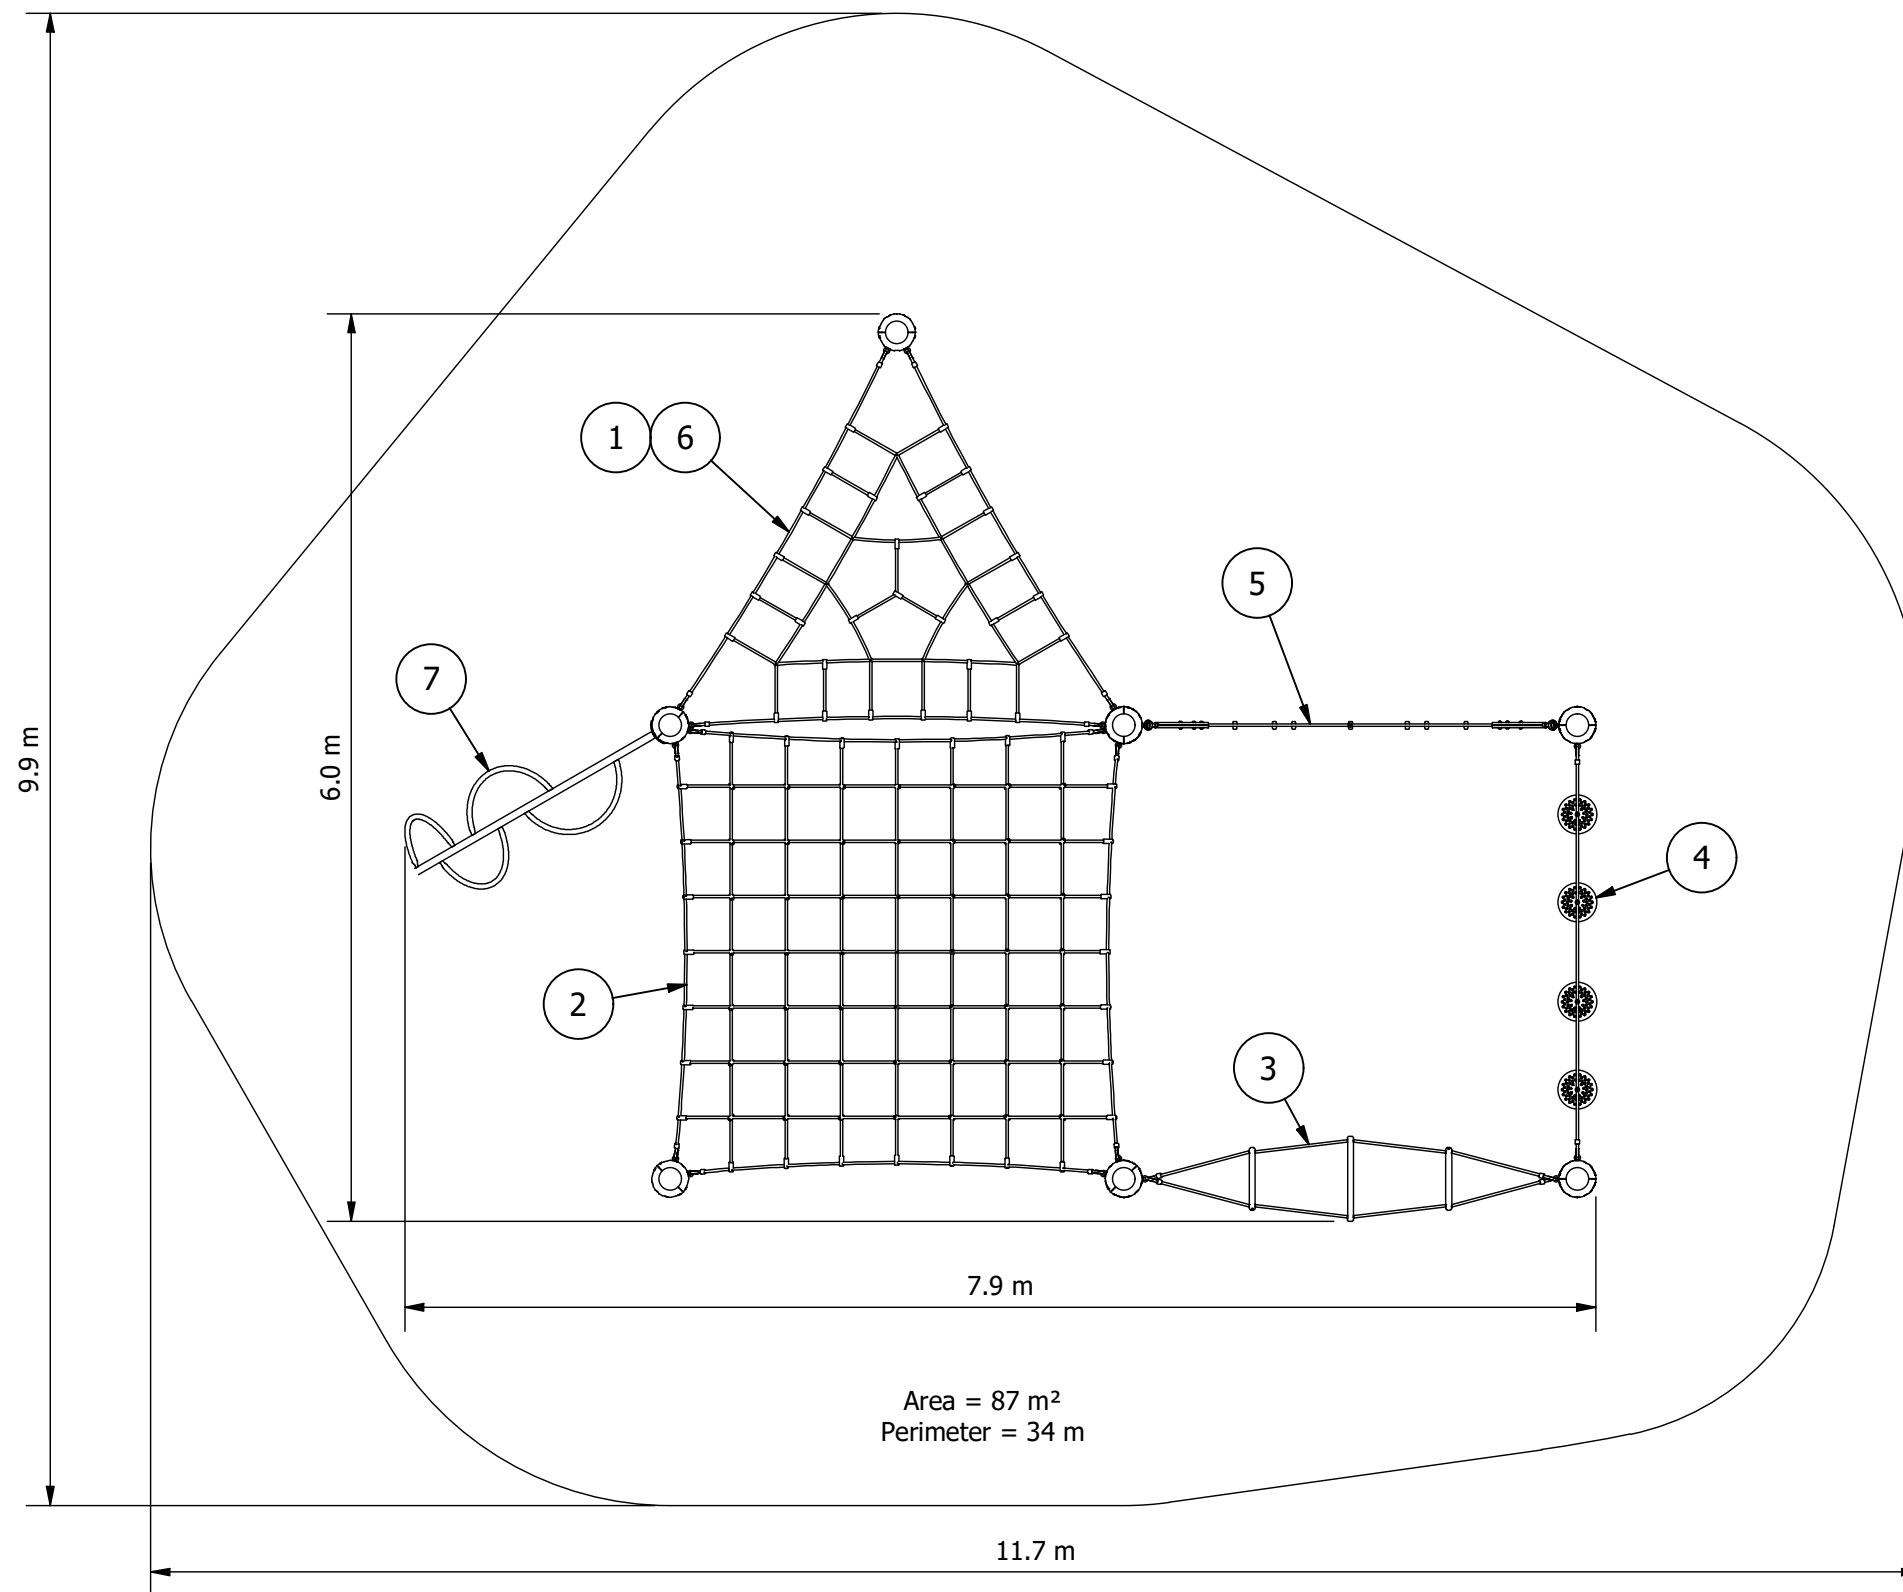 1
6
5
7
4
2
3
9.9 m
6.0 m
7.9 m
Area = 87 m²
Perimeter = 34 m
11.7 m